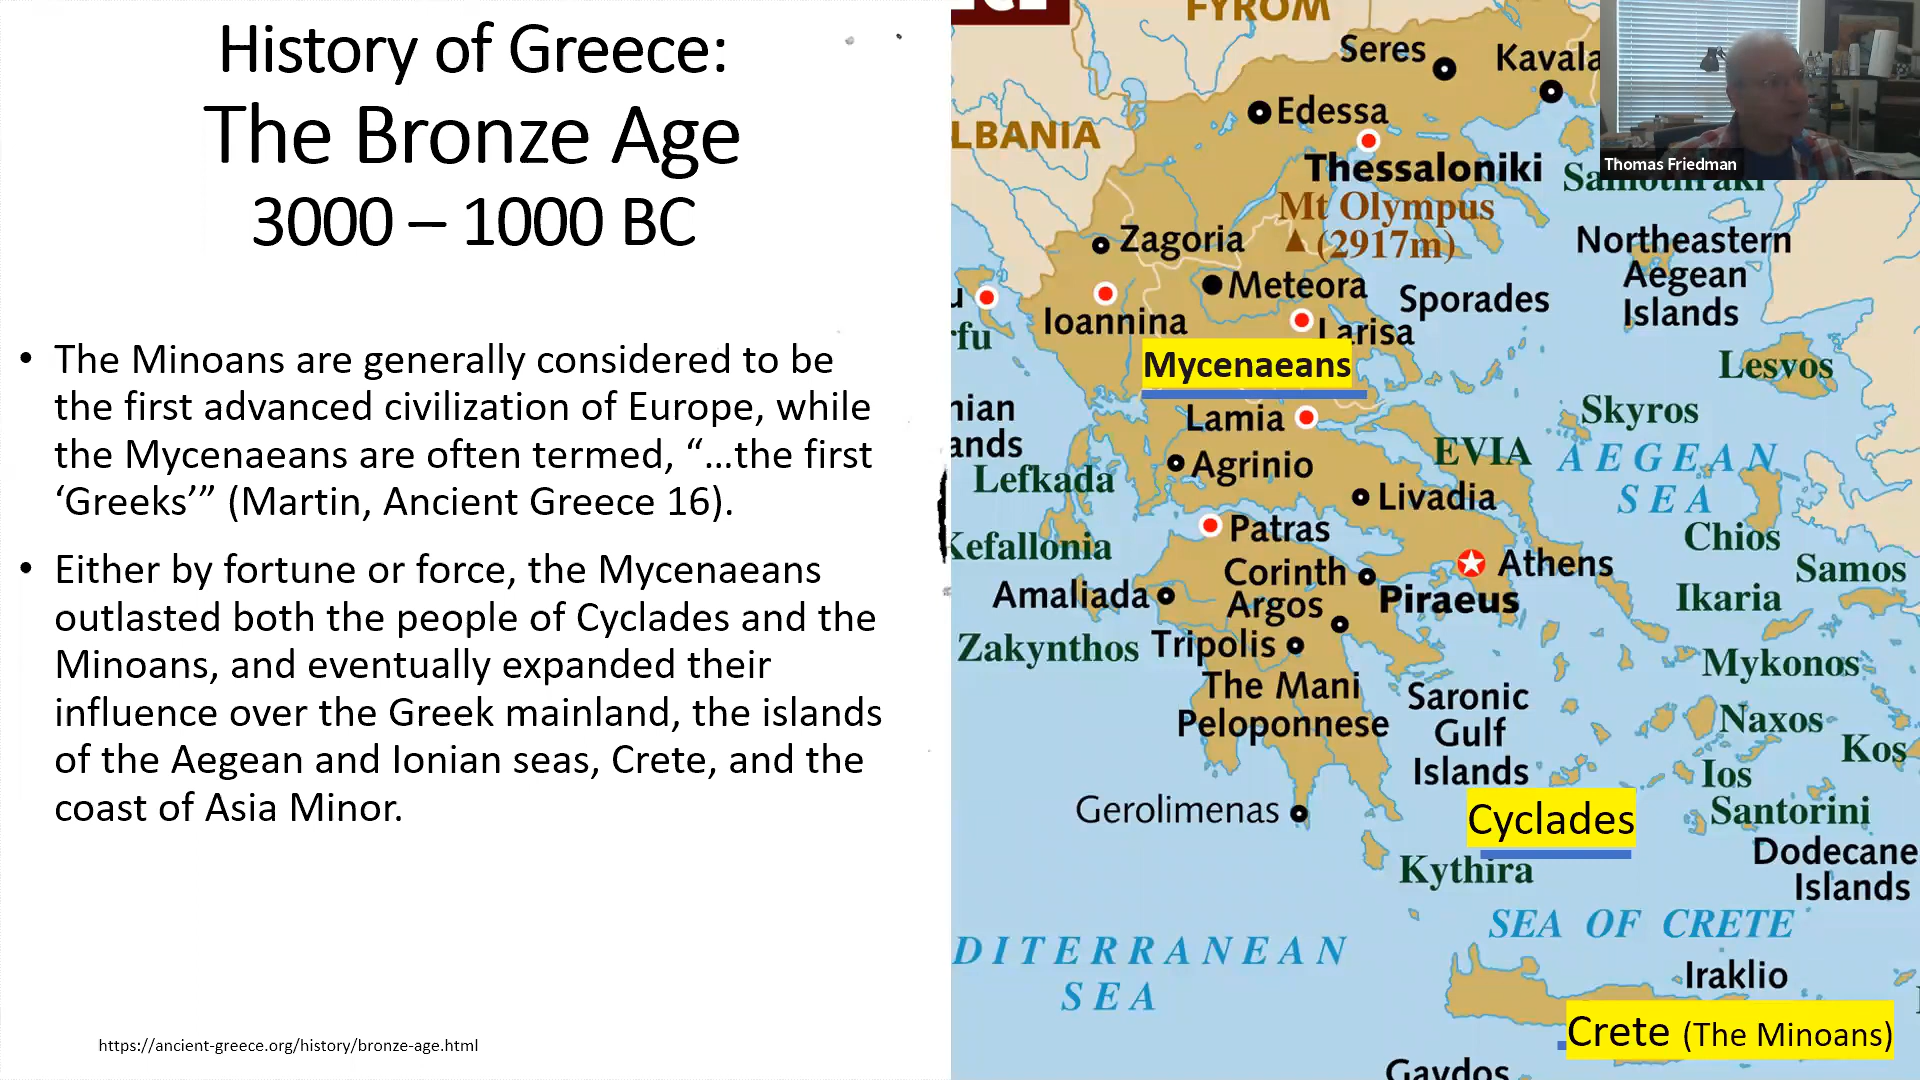 History of Greece:
The Bronze Age
3000 – 1000 BC
• The Minoans are generally considered to be
the first advanced civilization of Europe, while
the Mycenaeans are often termed, “…the first
‘Greeks’” (Martin, Ancient Greece 16).
• Either by fortune or force, the Mycenaeans
outlasted both the people of Cyclades and the
Minoans, and eventually expanded their
influence over the Greek mainland, the islands
of the Aegean and Ionian seas, Crete, and the
coast of Asia Minor.
https://ancient-greece.org/history/bronze-age.html
FYROM
Seres
Kavala
Thomas Friedman
Edessa
LBANIA
Thessaloniki
Samothraki
Mt Olympus
(2917m)
Zagoria
Northeastern
Aegean
Islands
Meteora
Sporades
u
rfu
Ioannina
Larisa
Mycenaeans
Lesvos
nian
ands
Lamia
Skyros
EVIA
AEGEAN
SEA
Agrinio
Lefkada
Livadia
Patras
Chios
Kefallonia
Corinth
Athens
Samos
Amaliada
Argos
Piraeus
Ikaria
Zakynthos
Tripolis
Mykonos
The Mani
Peloponnese
Saronic
Gulf
Islands
Naxos
Kos
Ios
Gerolimenas
Cyclades
Santorini
Kythira
Dodecane
Islands
SEA OF CRETE
DITERRANEAN
SEA
Iraklio
Crete (The Minoans)
Gavdos